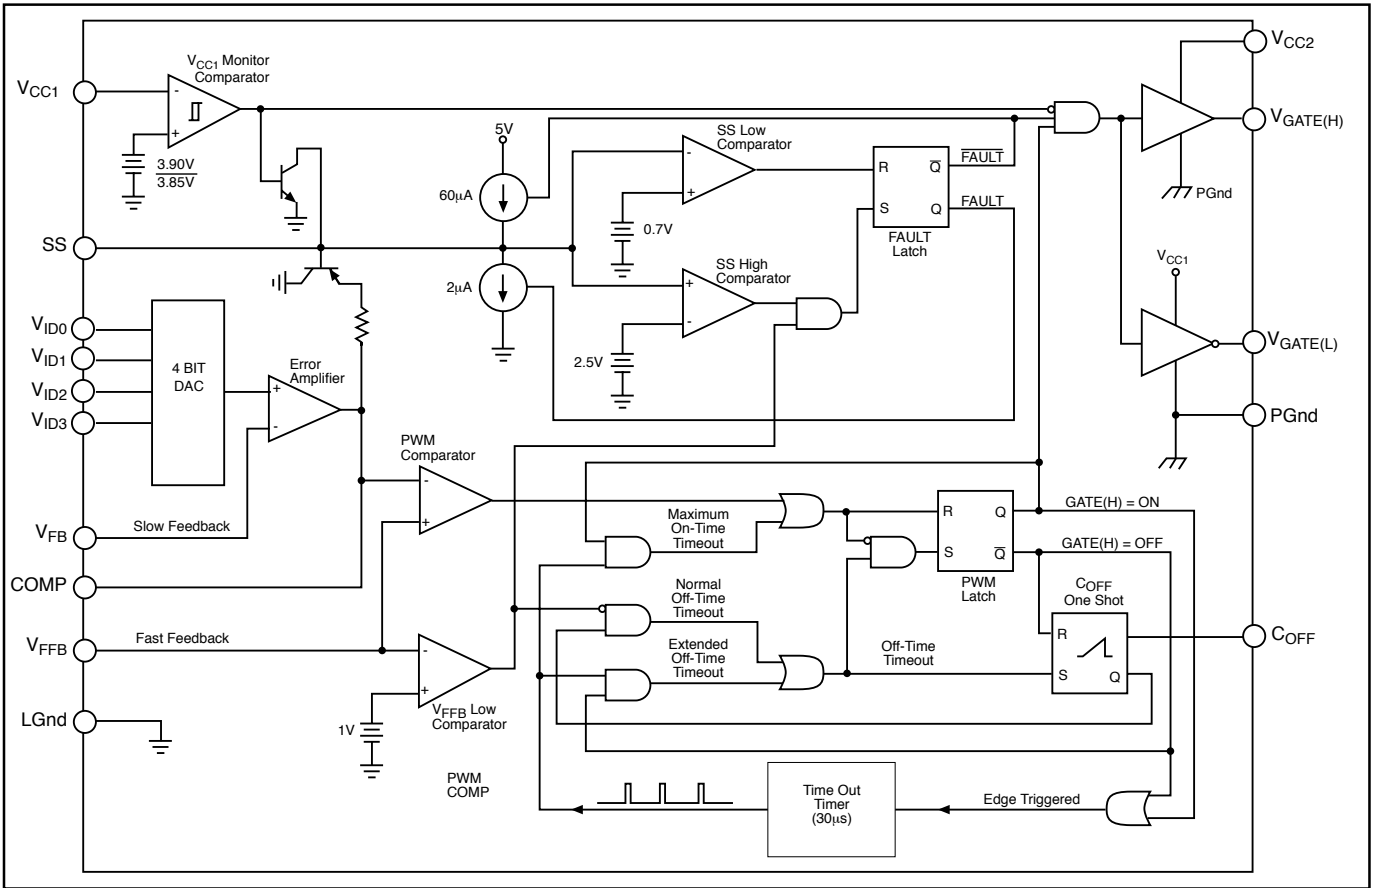 VCC1 Monitor
Comparator
VCC1
-
+
3.90V
3.85V
5V
60μA
2μA
SS
SS Low
Comparator
-
+
0.7V
SS High
Comparator
+
-
2.5V
R
Q
S
Q
FAULT
FAULT
FAULT
Latch
VCC2
VGATE(H)
PGnd
VCC1
VGATE(L)
PGnd
VID0
VID1
VID2
VID3
4 BIT
DAC
Error
Amplifier
+
-
PWM
Comparator
-
+
VFB
Slow Feedback
COMP
VFFB
Fast Feedback
-
+
VFFB Low
Comparator
1V
LGnd
PWM
COMP
Maximum
On-Time
Timeout
Normal
Off-Time
Timeout
Extended
Off-Time
Timeout
Off-Time
Timeout
R
Q
S
Q
PWM
Latch
GATE(H) = ON
GATE(H) = OFF
COFF
One Shot
R
S
Q
COFF
Time Out
Timer
(30μs)
Edge Triggered